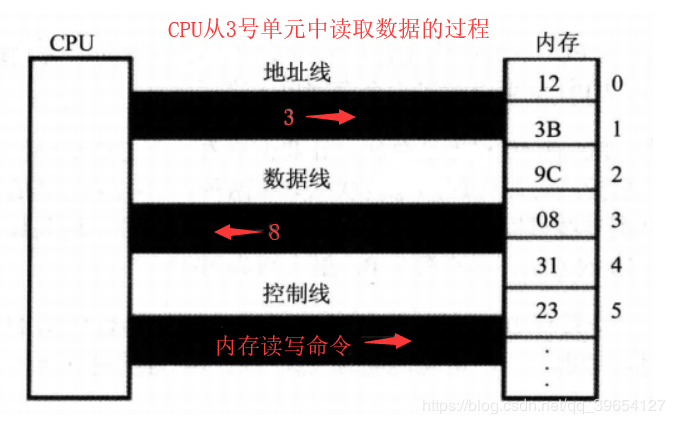 CPU从3号单元中读取数据的过程
CPU
内存
地址线
3
12 0
3B 1
数据线
9C 2
8
08 3
31 4
控制线
23 5
内存读写命令
https://blog.csdn.net/qq_39654127